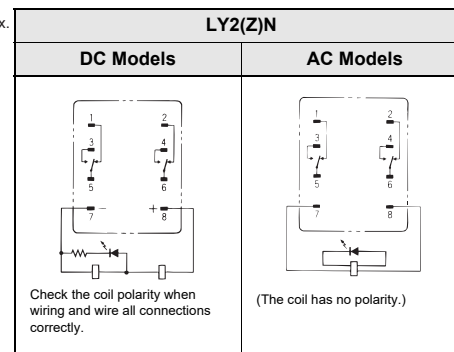 x.
LY2(Z)N
DC Models
AC Models
1 2
3 4
5 6
7 + 8
Check the coil polarity when
wiring and wire all connections
correctly.
1 2
3 4
5 6
7 8
(The coil has no polarity.)